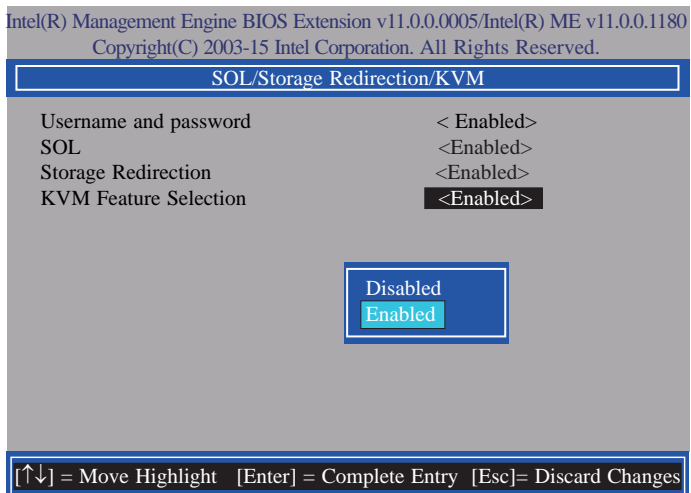 Intel(R) Management Engine BIOS Extension v11.0.0.0005/Intel(R) ME v11.0.0.1180
Copyright(C) 2003-15 Intel Corporation. All Rights Reserved.
SOL/Storage Redirection/KVM
Username and password < Enabled>
SOL <Enabled>
Storage Redirection <Enabled>
KVM Feature Selection <Enabled>
Disabled
Enabled
[↑↓] = Move Highlight [Enter] = Complete Entry [Esc]= Discard Changes